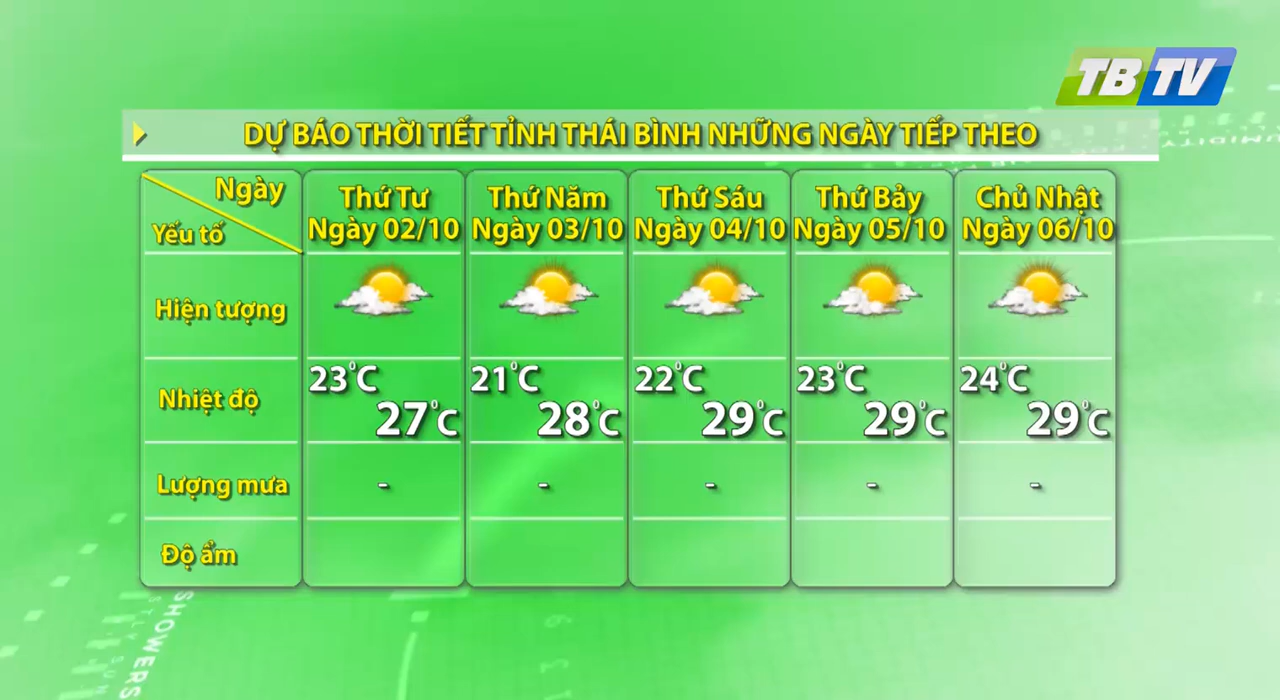 TBTV
DỰ BÁO THỜI TIẾT TỈNH THÁI BÌNH NHỮNG NGÀY TIẾP THEO
Ngày
Yếu tố
Thứ Tư
Ngày 02/10
Thứ Năm
Ngày 03/10
Thứ Sáu
Ngày 04/10
Thứ Bảy
Ngày 05/10
Chủ Nhật
Ngày 06/10
Hiện tượng
Nhiệt độ
23°C
27°C
21°C
28°C
22°C
29°C
23°C
29°C
24°C
29°C
Lượng mưa
- - - - -
Độ ẩm
SHOWERS